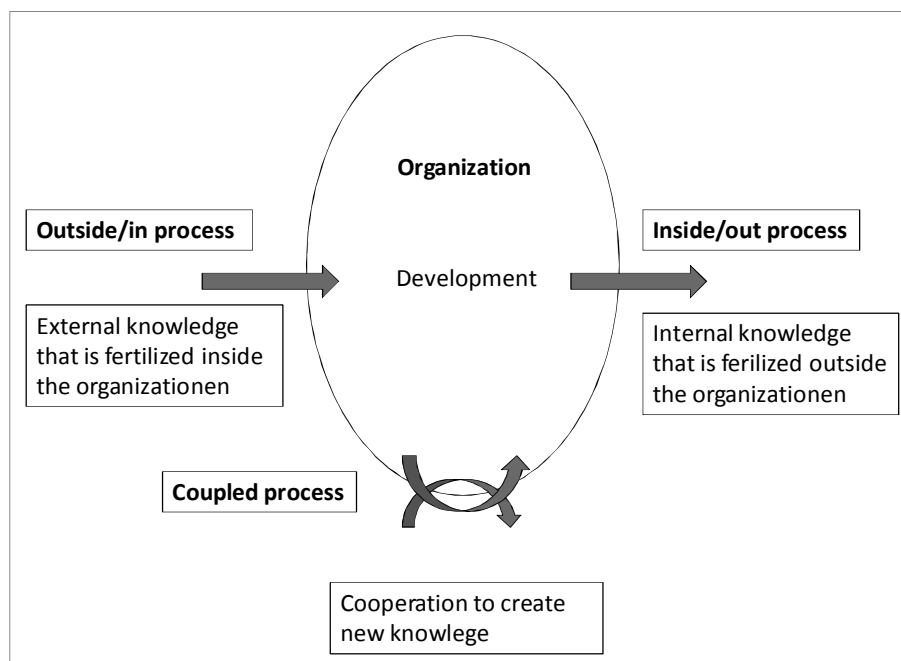 Organization
Outside/in process
Inside/out process
Development
External knowledge
that is fertilized inside
the organizationen
Internal knowledge
that is ferilized outside
the organizationen
Coupled process
Cooperation to create
new knowlege